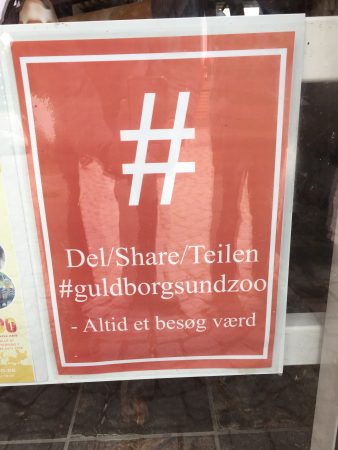 #
Del/Share/Teilen
#guldborgsundzoo
- Altid et besøg værd